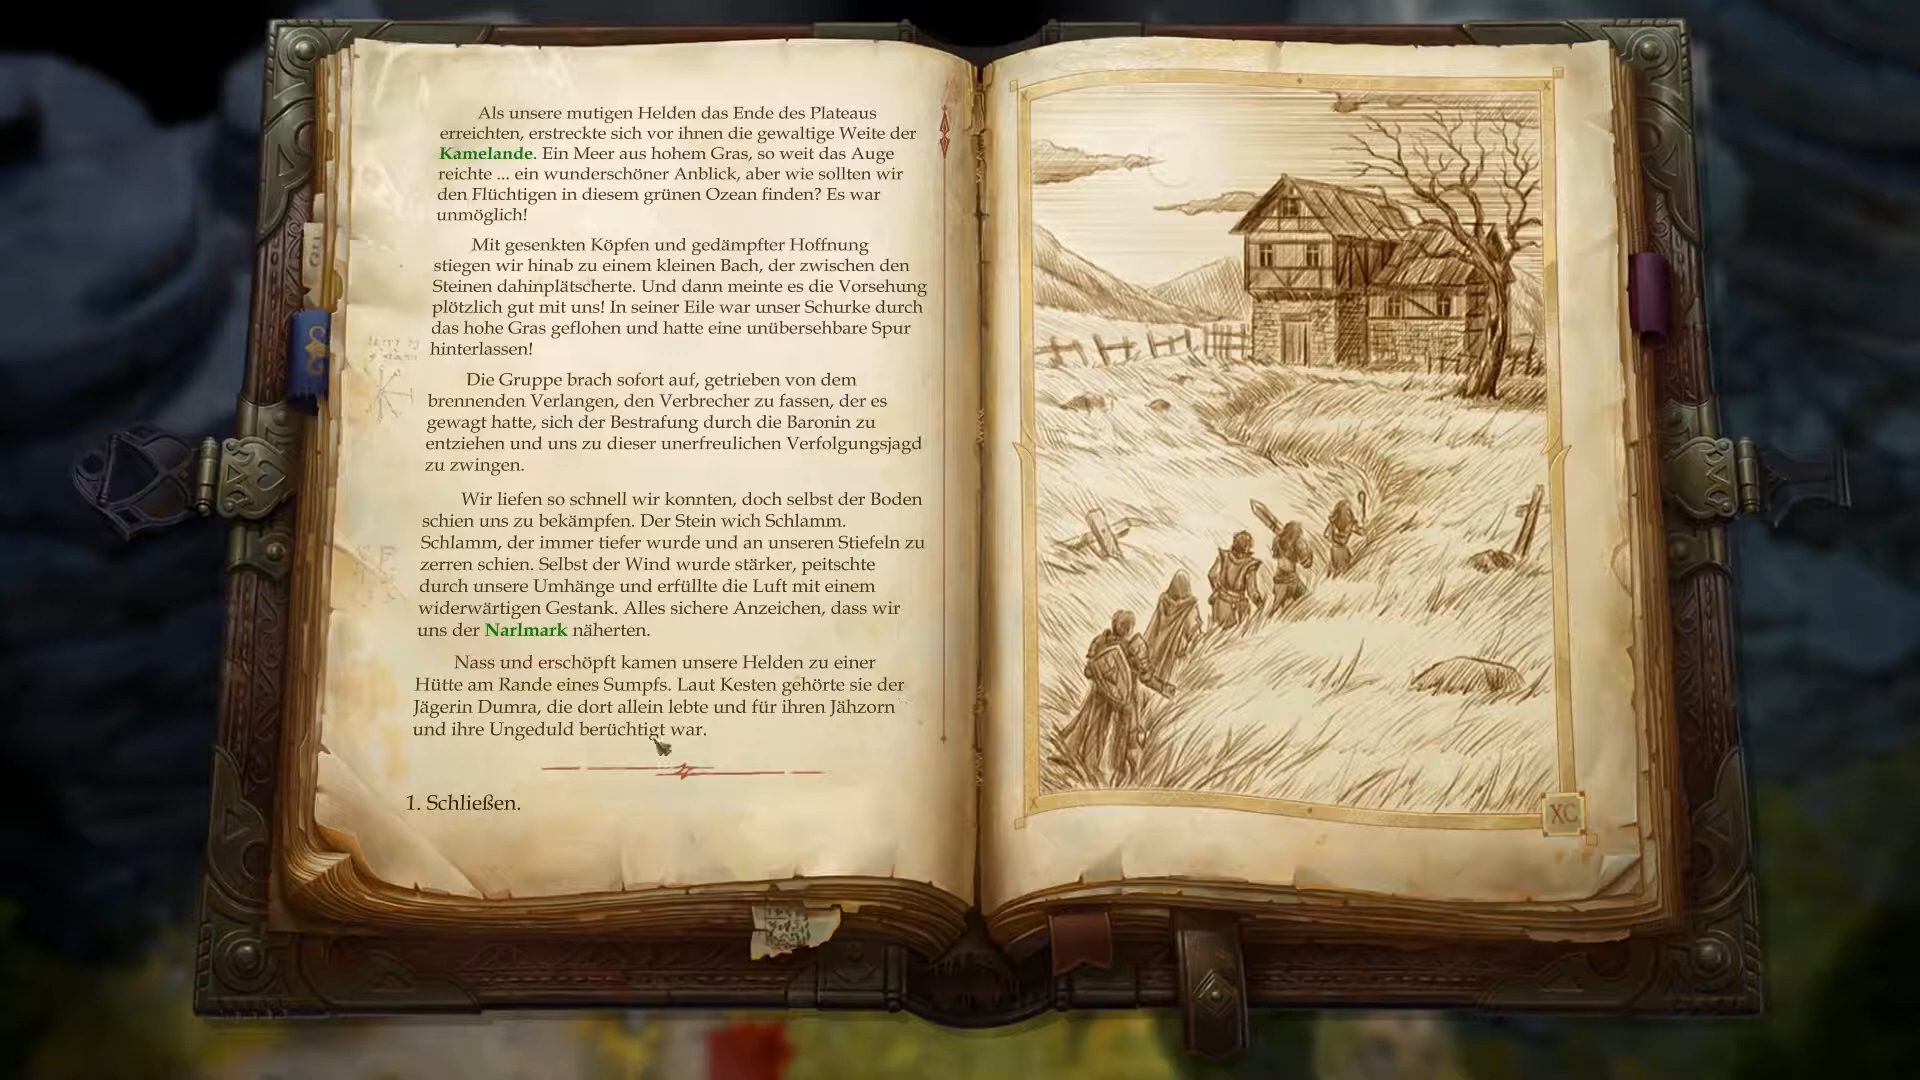 Als unsere mutigen Helden das Ende des Plateaus
erreichten, erstreckte sich vor ihnen die gewaltige Weite der
Kamelande. Ein Meer aus hohem Gras, so weit das Auge
reichte ... ein wunderschöner Anblick, aber wie sollten wir
den Flüchtigen in diesem grünen Ozean finden? Es war
unmöglich!
Mit gesenkten Köpfen und gedämpfter Hoffnung
stiegen wir hinab zu einem kleinen Bach, der zwischen den
Steinen dahinplätscherte. Und dann meinte es die Vorsehung
plötzlich gut mit uns! In seiner Eile war unser Schurke durch
das hohe Gras geflohen und hatte eine unübersehbare Spur
hinterlassen!
Die Gruppe brach sofort auf, getrieben von dem
brennenden Verlangen, den Verbrecher zu fassen, der es
gewagt hatte, sich der Bestrafung durch die Baronin zu
entziehen und uns zu dieser unerfreulichen Verfolgungsjagd
zu zwingen.
Wir liefen so schnell wir konnten, doch selbst der Boden
schien uns zu bekämpfen. Der Stein wich Schlamm.
Schlamm, der immer tiefer wurde und an unseren Stiefeln zu
zerren schien. Selbst der Wind wurde stärker, peitschte
durch unsere Umhänge und erfüllte die Luft mit einem
widerwärtigen Gestank. Alles sichere Anzeichen, dass wir
uns der Narlmark näherten.
Nass und erschöpft kamen unsere Helden zu einer
Hütte am Rande eines Sumpfs. Laut Kesten gehörte sie der
Jägerin Dumra, die dort allein lebte und für ihren Jähzorn
und ihre Ungeduld berüchtigt war.
1. Schließen.
XC